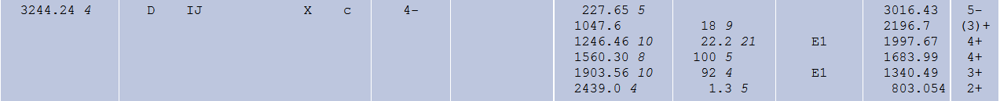 3244.24 4 D IJ X c 4- 227.65 5 3016.43 5-
1047.6 18 9 2196.7 (3)+
1246.46 10 22.2 21 E1 1997.67 4+
1560.30 8 100 5 1683.99 4+
1903.56 10 92 4 E1 1340.49 3+
2439.0 4 1.3 5 803.054 2+